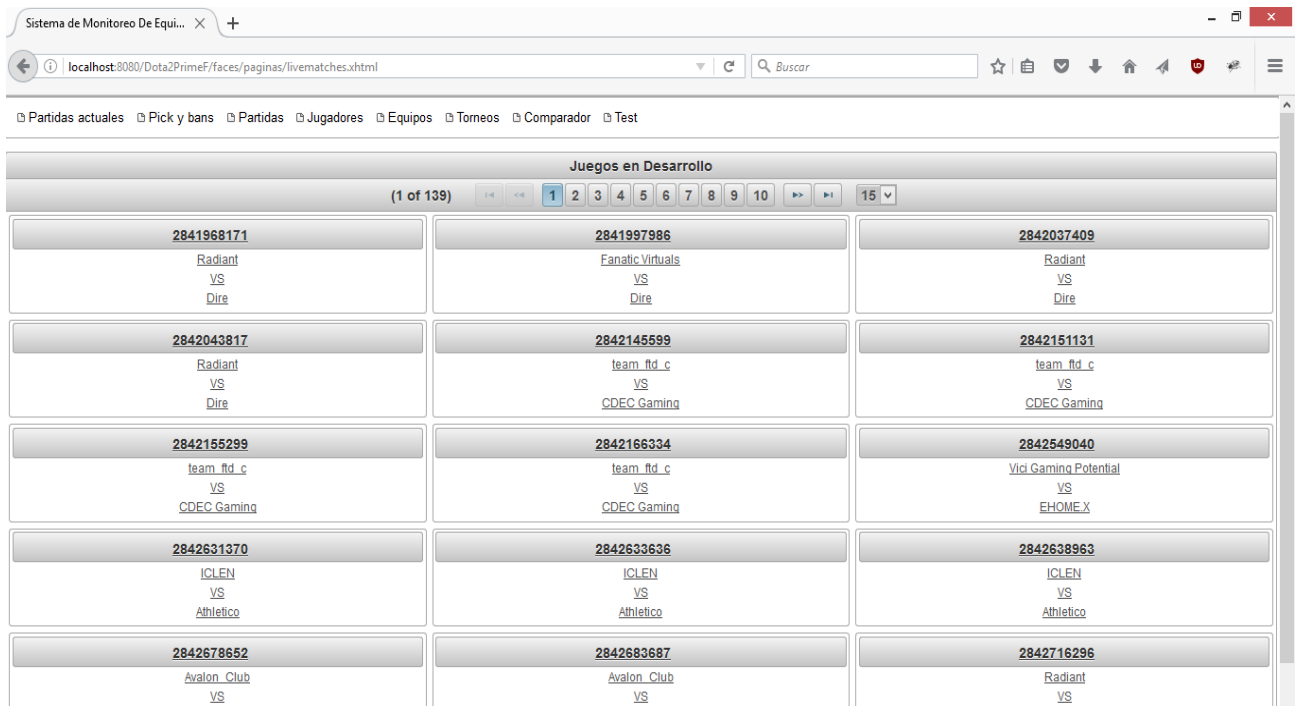 Sistema de Monitoreo De Equi...
localhost:8080/Dota2PrimeF/faces/paginas/livematches.xhtml
Buscar
Partidas actuales Pick y bans Partidas Jugadores Equipos Torneos Comparador Test
Juegos en Desarrollo
(1 of 139) 1 2 3 4 5 6 7 8 9 10 15
2841968171 2841997986 2842037409
Radiant Fanatic Virtuals Radiant
VS VS VS
Dire Dire Dire
2842043817 2842145599 2842151131
Radiant team_ftd_c team_ftd_c
VS VS VS
Dire CDEC Gaming CDEC Gaming
2842155299 2842166334 2842549040
team_ftd_c team_ftd_c Vici Gaming Potential
VS VS VS
CDEC Gaming CDEC Gaming EHOME.X
2842631370 2842633636 2842638963
ICLEN ICLEN ICLEN
VS VS VS
Athletico Athletico Athletico
2842678652 2842683687 2842716296
Avalon_Club Avalon_Club Radiant
VS VS VS